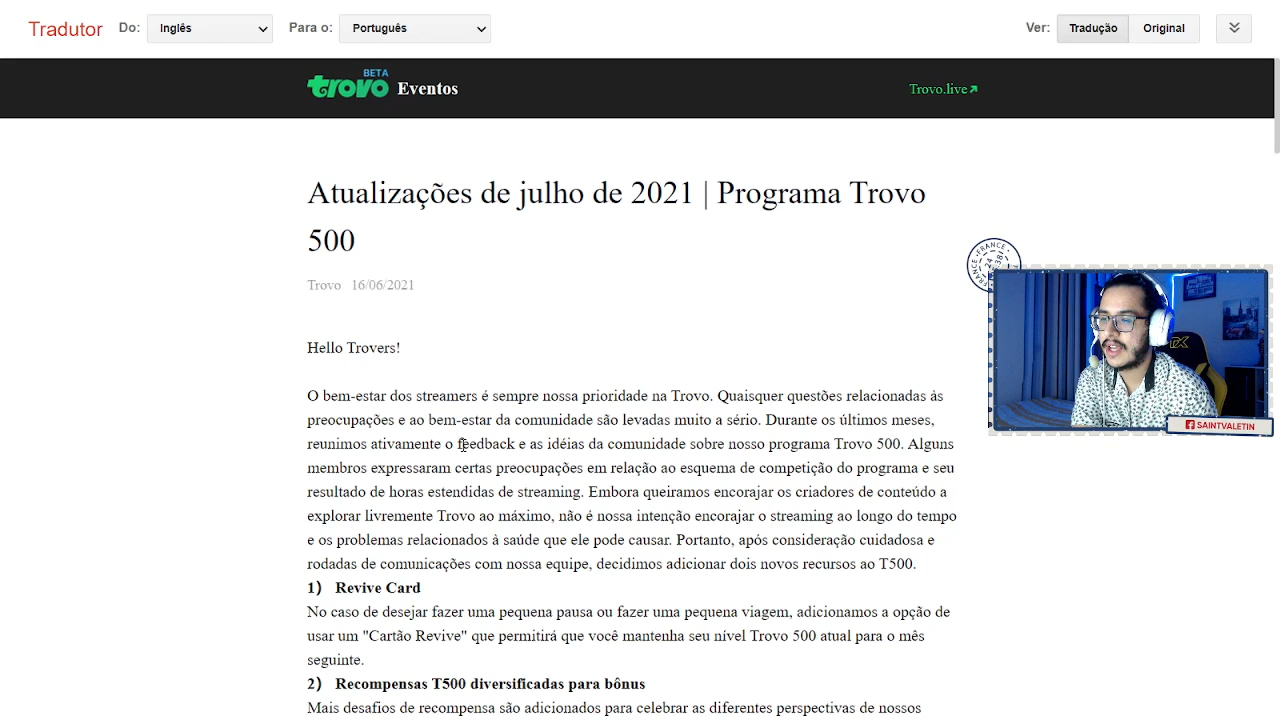 Tradutor Do: Inglês Para o: Português Ver: Tradução Original
BETA
trovo Eventos Trovo.live
Atualizações de julho de 2021 | Programa Trovo
500
Trovo 16/06/2021
FRANCE FRANCE
Hello Trovers!
O bem-estar dos streamers é sempre nossa prioridade na Trovo. Quaisquer questões relacionadas às
preocupações e ao bem-estar da comunidade são levadas muito a sério. Durante os últimos meses,
reunimos ativamente o feedback e as idéias da comunidade sobre nosso programa Trovo 500. Alguns
membros expressaram certas preocupações em relação ao esquema de competição do programa e seu
resultado de horas estendidas de streaming. Embora queiramos encorajar os criadores de conteúdo a
explorar livremente Trovo ao máximo, não é nossa intenção encorajar o streaming ao longo do tempo
e os problemas relacionados à saúde que ele pode causar. Portanto, após consideração cuidadosa e
rodadas de comunicações com nossa equipe, decidimos adicionar dois novos recursos ao T500.
SAINTVALETIN
1) Revive Card
No caso de desejar fazer uma pequena pausa ou fazer uma pequena viagem, adicionamos a opção de
usar um "Cartão Revive" que permitirá que você mantenha seu nível Trovo 500 atual para o mês
seguinte.
2) Recompensas T500 diversificadas para bônus
Mais desafios de recompensa são adicionados para celebrar as diferentes perspectivas de nossos